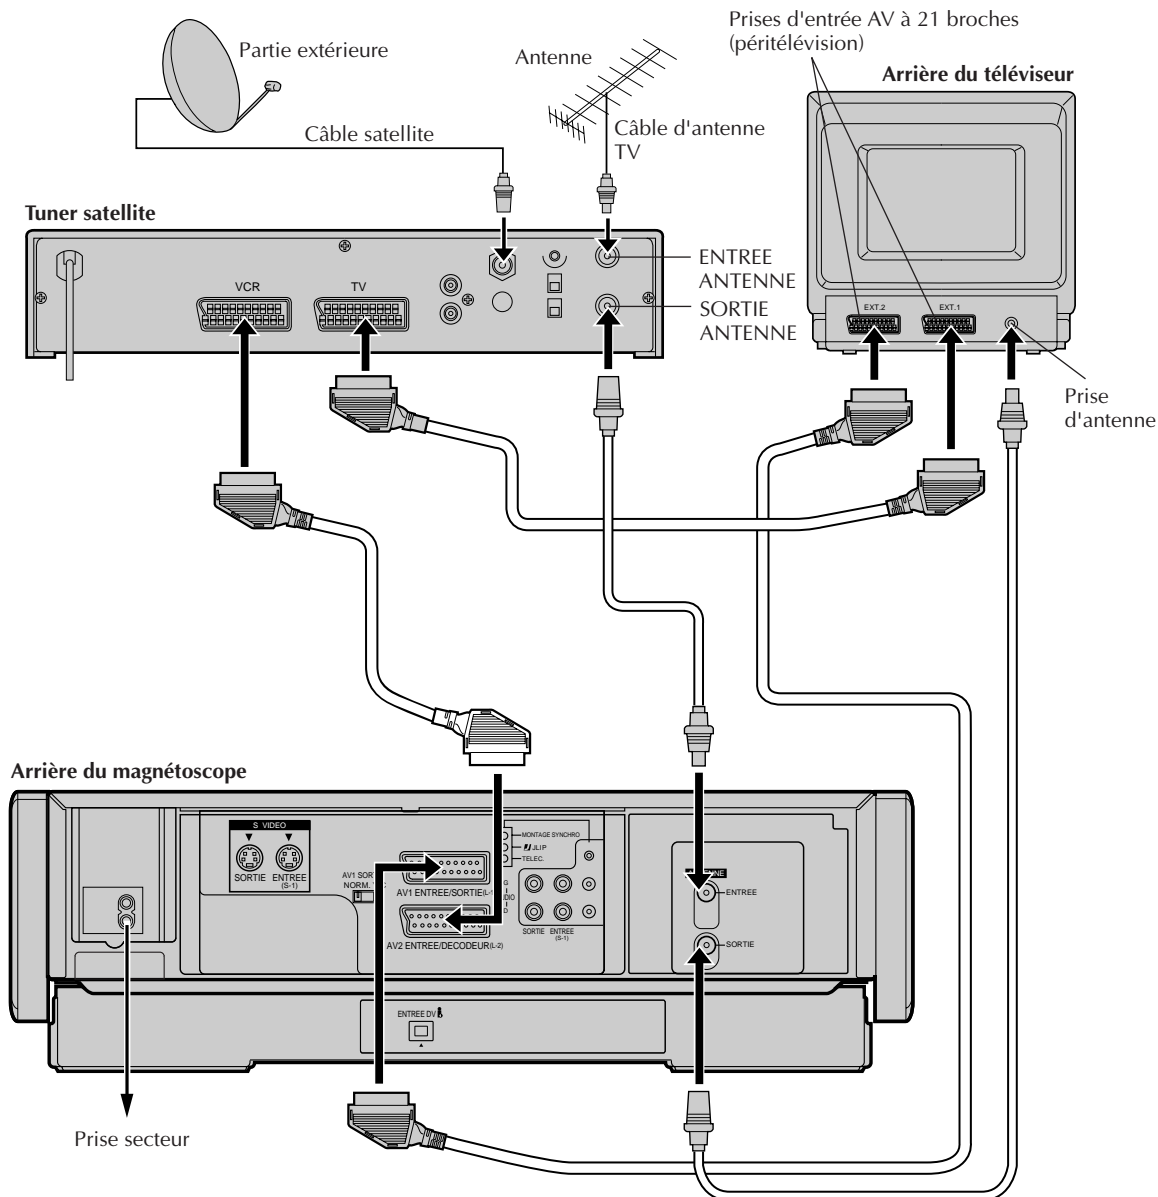 Prises d'entrée AV à 21 broches
(péritélévision)
Partie extérieure
Antenne
Arrière du téléviseur
Câble satellite
Câble d'antenne
TV
Tuner satellite
VCR
TV
ENTREE
ANTENNE
SORTIE
ANTENNE
EXT.2
EXT.1
Prise
d'antenne
Arrière du magnétoscope
S VIDEO
SORTIE
ENTREE
(S-1)
AV1
NORM.
AV1 ENTREE/SORTIE
AV2 ENTREE/DECODEUR(L-2)
MONTAGE SYNCHRO
JLIP
TELEC.
G
D
SORTIE
ENTREE
(S-1)
ENTREE
SORTIE
ENTREE DV
Prise secteur